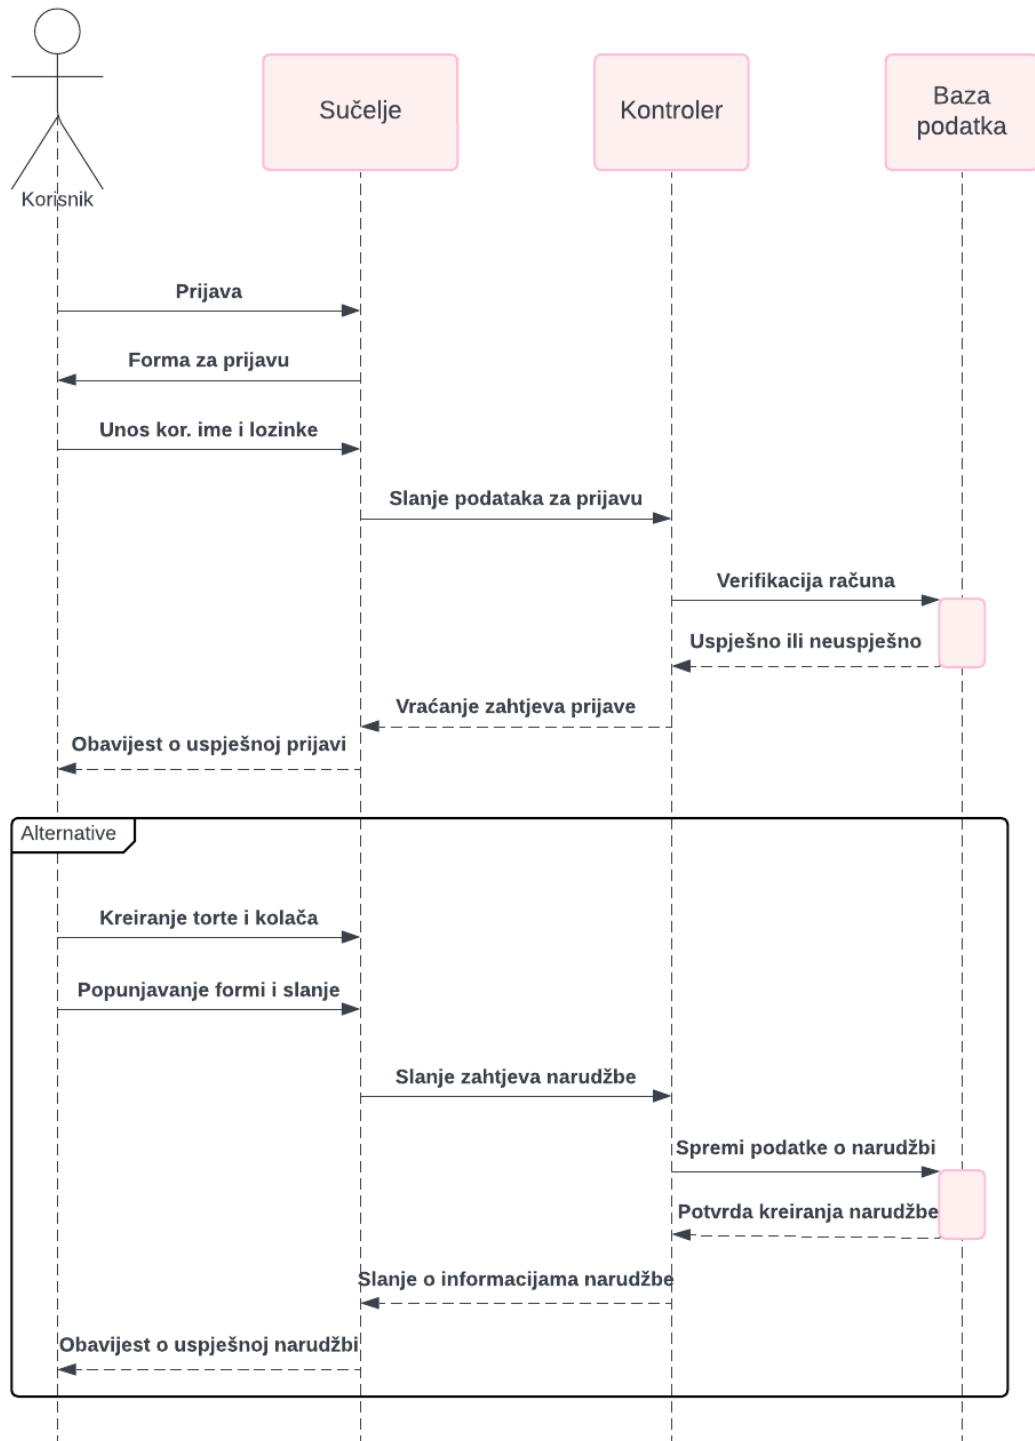 Korisnik
Sučelje
Kontroler
Baza
podatka
Prijava
Forma za prijavu
Unos kor. ime i lozinke
Slanje podataka za prijavu
Verifikacija računa
Uspješno ili neuspješno
Vraćanje zahtjeva prijave
Obavijest o uspješnoj prijavi
Alternative
Kreiranje torte i kolača
Popunjavanje formi i slanje
Slanje zahtjeva narudžbe
Spremi podatke o narudžbi
Potvrda kreiranja narudžbe
Slanje o informacijama narudžbe
Obavijest o uspješnoj narudžbi